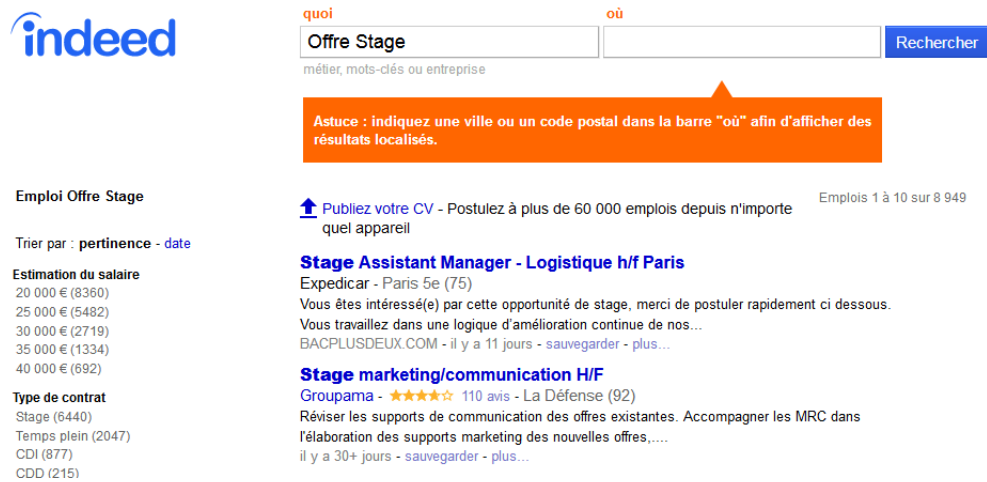 indeed
quoi
où
Offre Stage
Rechercher
métier, mots-clés ou entreprise
Astuce : indiquez une ville ou un code postal dans la barre "où" afin d'afficher des
résultats localisés.
Emploi Offre Stage
Trier par : pertinence - date
Estimation du salaire
20 000 € (8360)
25 000 € (5482)
30 000 € (2719)
35 000 € (1334)
40 000 € (692)
Type de contrat
Stage (6440)
Temps plein (2047)
CDI (877)
CDD (215)
Emplois 1 à 10 sur 8 949
Publiez votre CV - Postulez à plus de 60 000 emplois depuis n'importe
quel appareil
Stage Assistant Manager - Logistique h/f Paris
Expedicar - Paris 5e (75)
Vous êtes intéressé(e) par cette opportunité de stage, merci de postuler rapidement ci dessous.
Vous travaillez dans une logique d'amélioration continue de nos...
BACPLUSDEUX.COM - il y a 11 jours - sauvegarder - plus...
Stage marketing/communication H/F
Groupama - 110 avis - La Défense (92)
Réviser les supports de communication des offres existantes. Accompagner les MRC dans
l'élaboration des supports marketing des nouvelles offres,....
il y a 30+ jours - sauvegarder - plus...